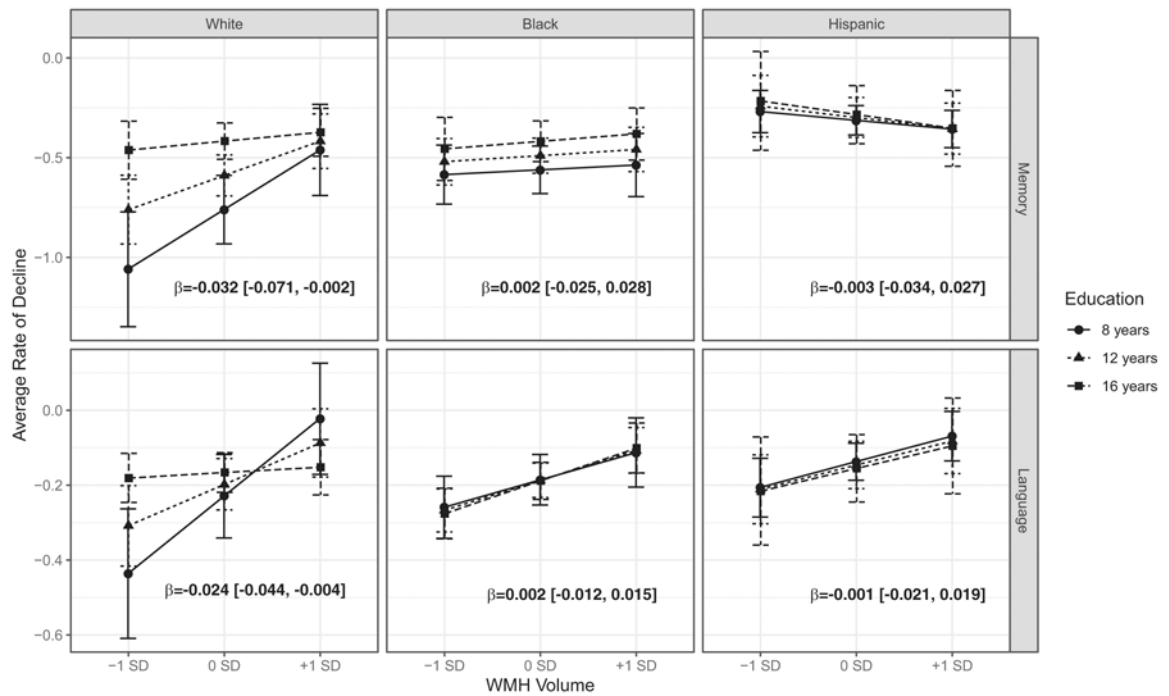 White
Black
Hispanic
0.0
−0.5
−1.0
β=-0.032 [-0.071, -0.002]
β=0.002 [-0.025, 0.028]
β=-0.003 [-0.034, 0.027]
Memory
0.0
−0.2
−0.4
−0.6
β=-0.024 [-0.044, -0.004]
β=0.002 [-0.012, 0.015]
β=-0.001 [-0.021, 0.019]
Language
Average Rate of Decline
−1 SD 0 SD +1 SD
−1 SD 0 SD +1 SD
−1 SD 0 SD +1 SD
WMH Volume
Education
8 years
12 years
16 years